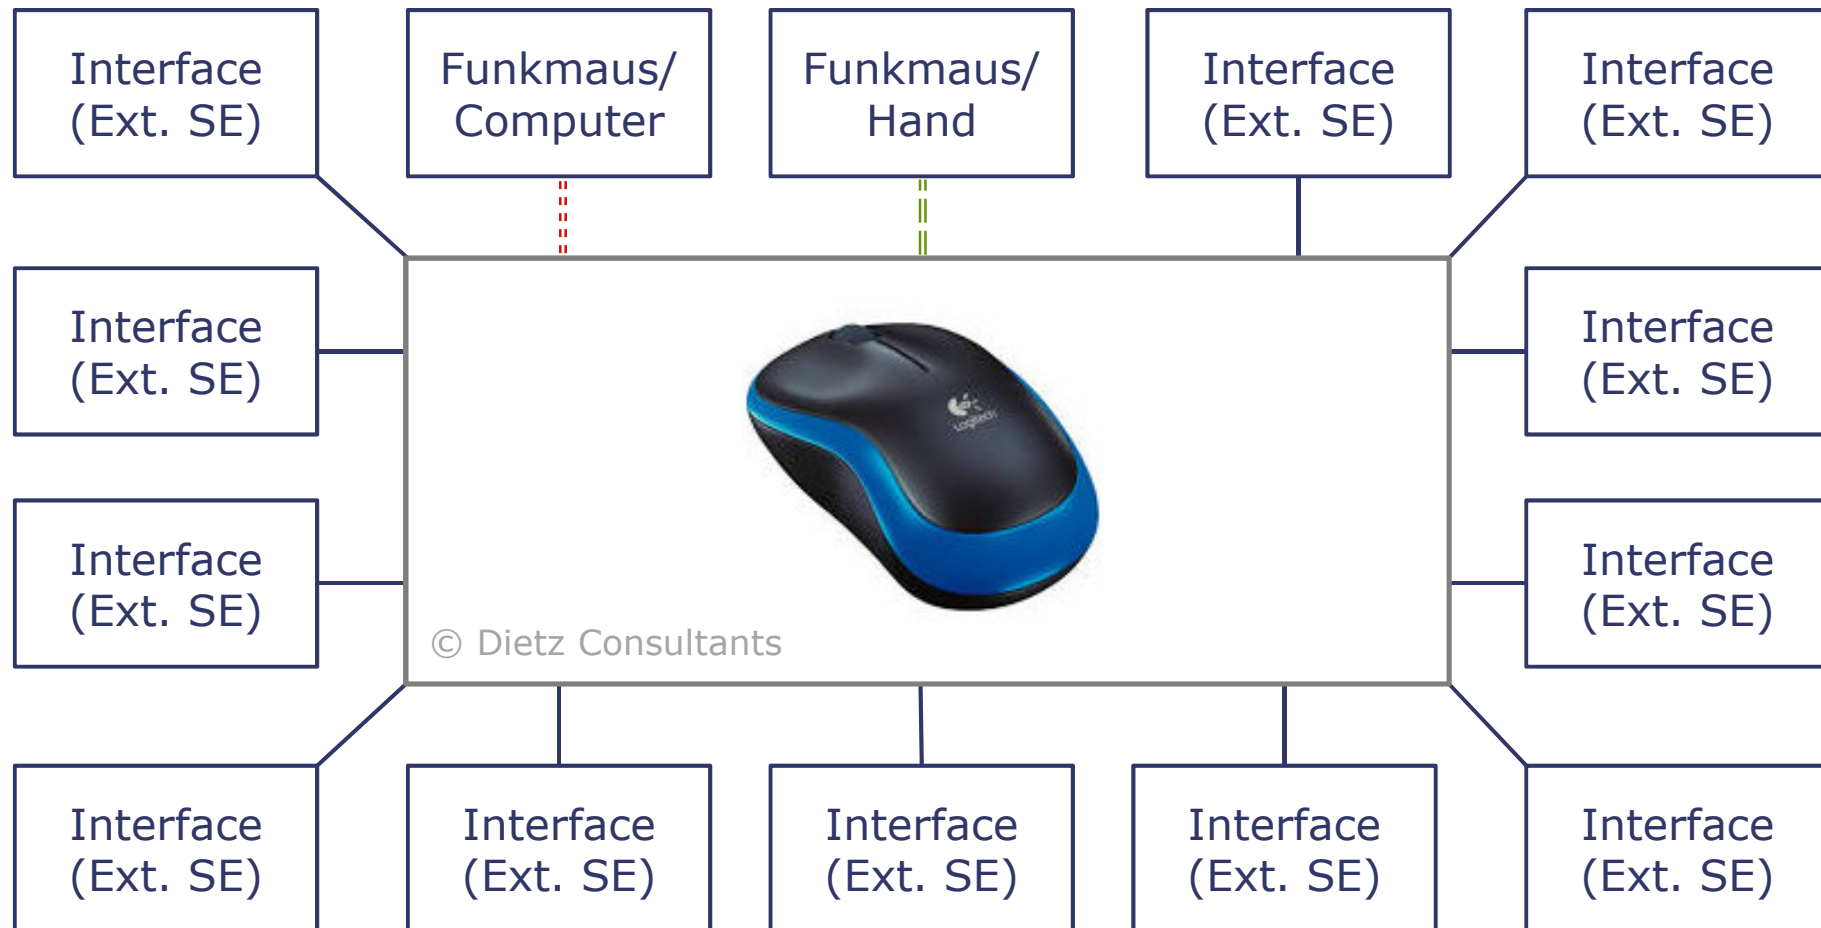 Interface
(Ext. SE)
Funkmaus/
Computer
Funkmaus/
Hand
Interface
(Ext. SE)
Interface
(Ext. SE)
Interface
(Ext. SE)
Interface
(Ext. SE)
Logitech
Interface
(Ext. SE)
Interface
(Ext. SE)
© Dietz Consultants
Interface
(Ext. SE)
Interface
(Ext. SE)
Interface
(Ext. SE)
Interface
(Ext. SE)
Interface
(Ext. SE)